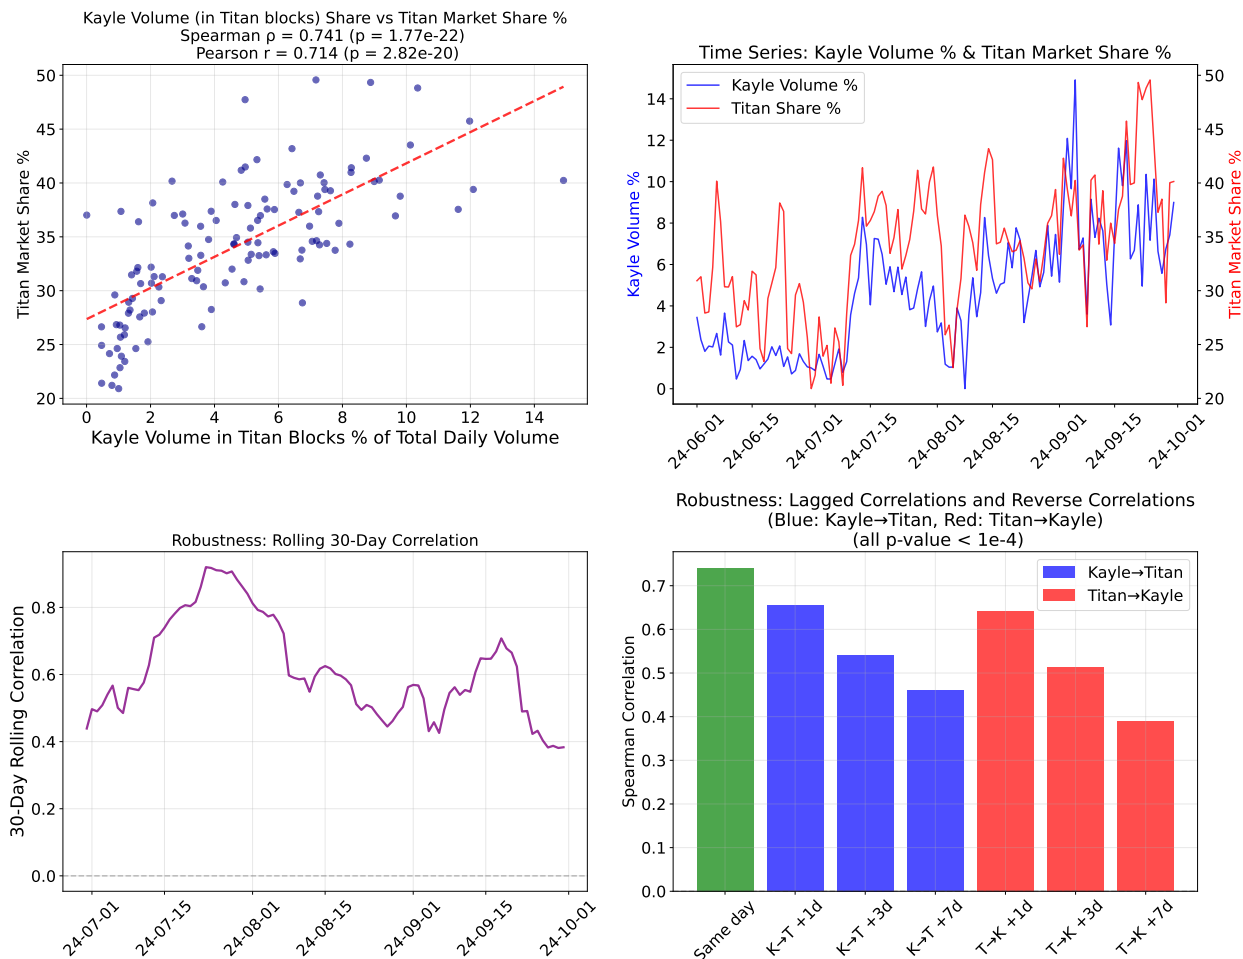 Kayle Volume (in Titan blocks) Share vs Titan Market Share %
Spearman ρ = 0.741 (p = 1.77e-22)
Pearson r = 0.714 (p = 2.82e-20)
50
45
40
35
30
25
20
Titan Market Share %
0
2
4
6
8
10
12
14
Kayle Volume in Titan Blocks % of Total Daily Volume
Time Series: Kayle Volume % & Titan Market Share %
Kayle Volume %
Titan Share %
14
12
10
8
6
4
2
0
Kayle Volume %
50
45
40
35
30
25
20
Titan Market Share %
24-06-01
24-06-15
24-07-01
24-07-15
24-08-01
24-08-15
24-09-01
24-09-15
24-10-01
Robustness: Rolling 30-Day Correlation
0.8
0.6
0.4
0.2
0.0
30-Day Rolling Correlation
24-07-01
24-07-15
24-08-01
24-08-15
24-09-01
24-09-15
24-10-01
Robustness: Lagged Correlations and Reverse Correlations
(Blue: Kayle→Titan, Red: Titan→Kayle)
(all p-value < 1e-4)
Kayle→Titan
Titan→Kayle
0.7
0.6
0.5
0.4
0.3
0.2
0.1
0.0
Spearman Correlation
Same day
K→T +1d
K→T +3d
K→T +7d
T→K +1d
T→K +3d
T→K +7d